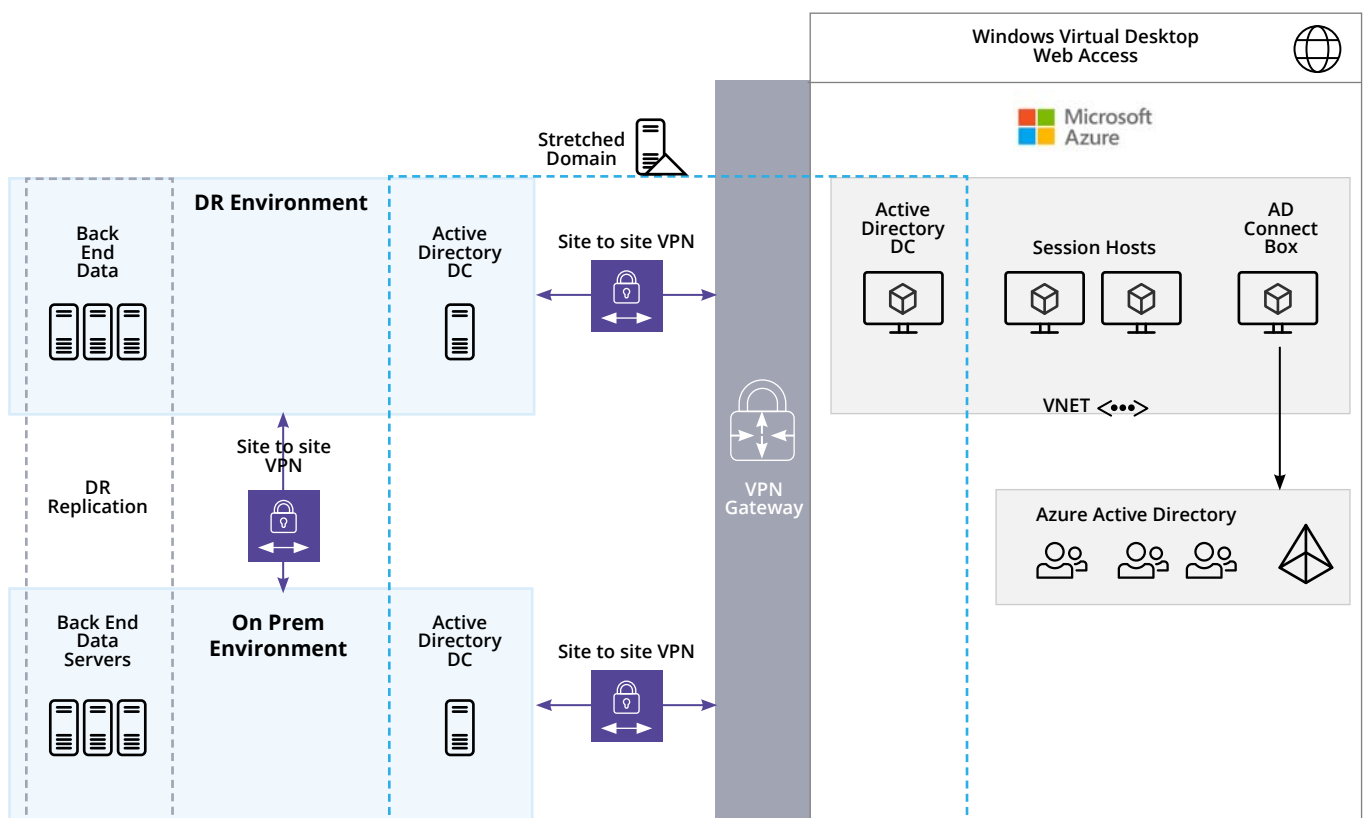 Windows Virtual Desktop
Web Access
Microsoft
Azure
Stretched
Domain
DR Environment
Back
End
Data
Active
Directory
DC
Site to site VPN
Active
Directory
DC
Session Hosts
AD
Connect
Box
VNET
Site to site
VPN
DR
Replication
VPN
Gateway
Azure Active Directory
Back End
Data
Servers
On Prem
Environment
Active
Directory
DC
Site to site VPN